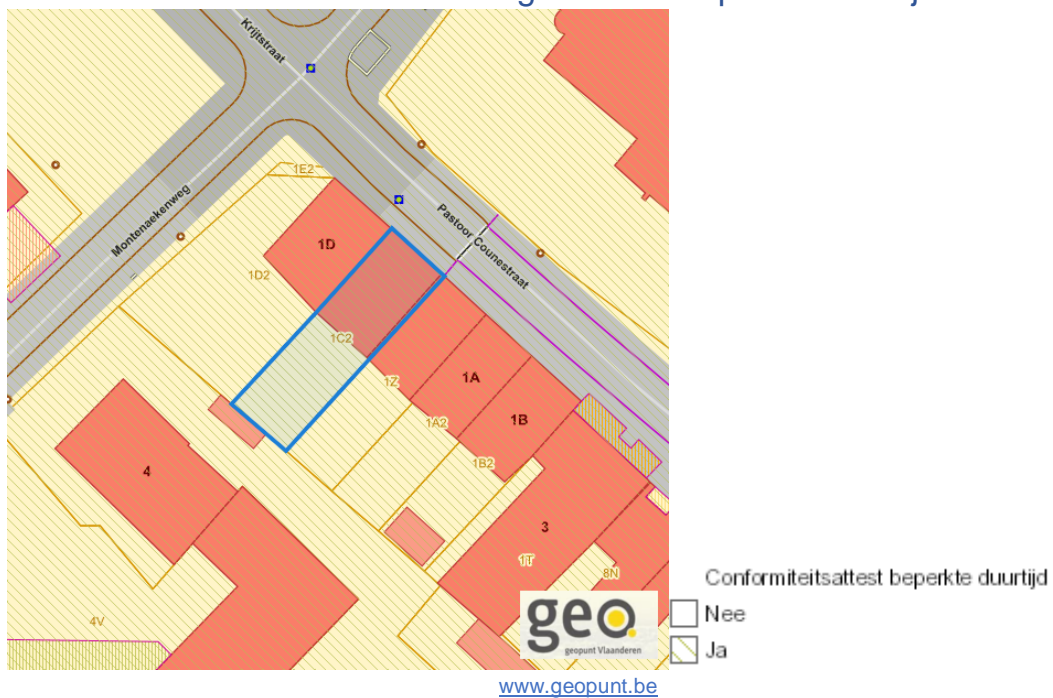 Krijtstraat
Montenaekenweg
Pastoor Counestraat
1E2
1D
1D2
1C2
1Z
1A
1A2
1B
1B2
4
3
1T
8N
4V
geo.
geopunt Vlaanderen
Conformiteitsattest beperkte duurtijd
Nee
Ja
www.geopunt.be